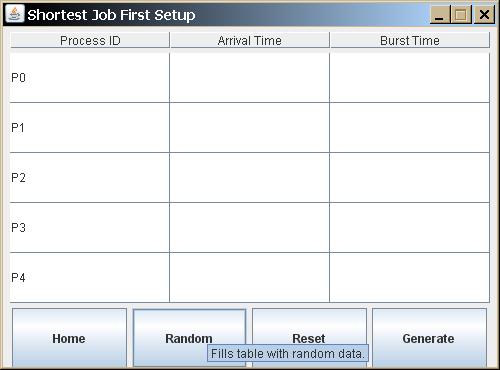 Shortest Job First Setup
Process ID Arrival Time Burst Time
P0
P1
P2
P3
P4
Home Random Reset Generate
Fills table with random data.